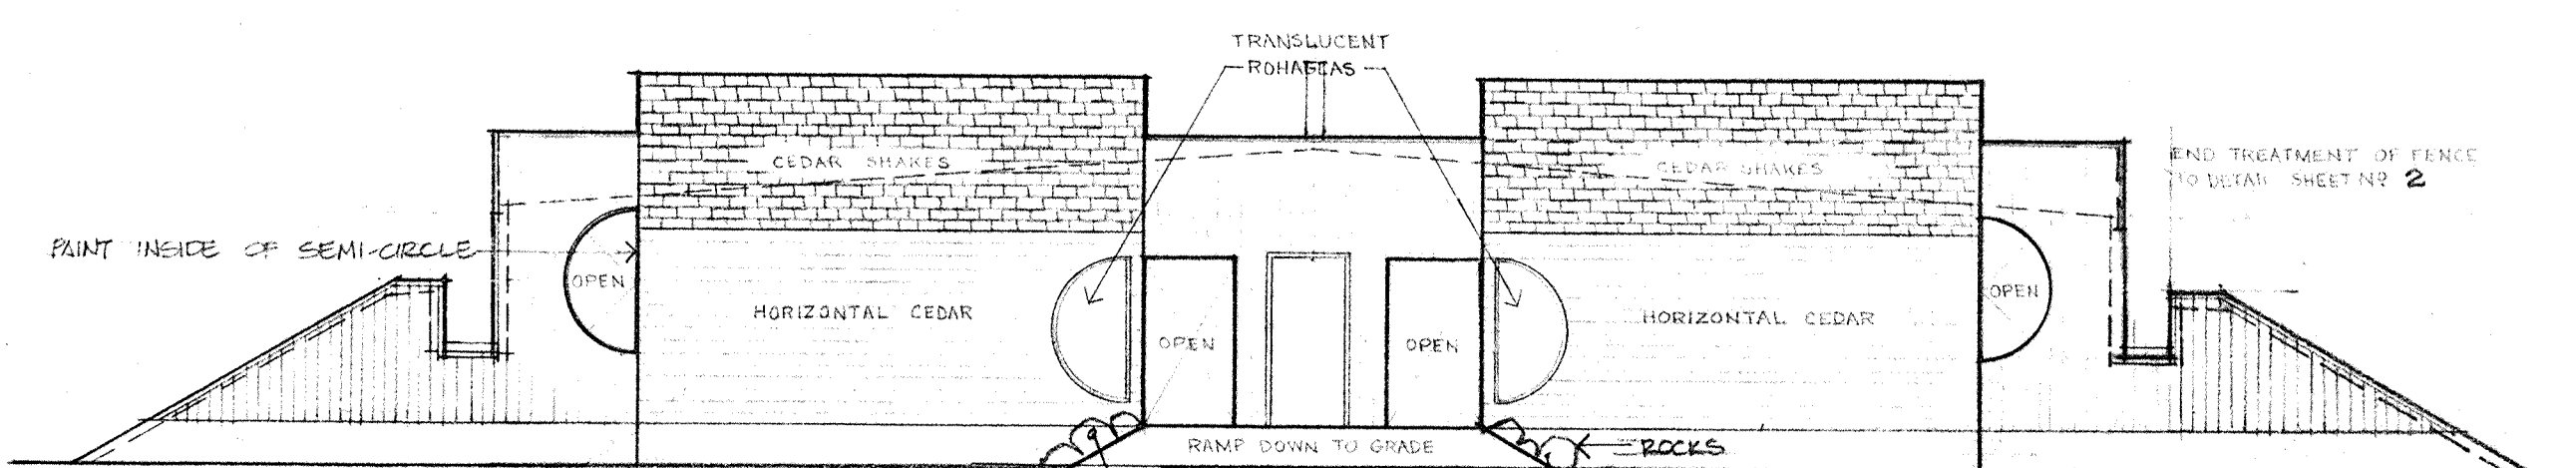 TRANSLUCENT
ROHAGLAS
CEDAR SHAKES
CEDAR SHAKES
END TREATMENT OF FENCE
TO DETAIL SHEET Nº 2
PAINT INSIDE OF SEMI-CIRCLE
OPEN
OPEN
HORIZONTAL CEDAR
HORIZONTAL CEDAR
OPEN
OPEN
RAMP DOWN TO GRADE
ROCKS